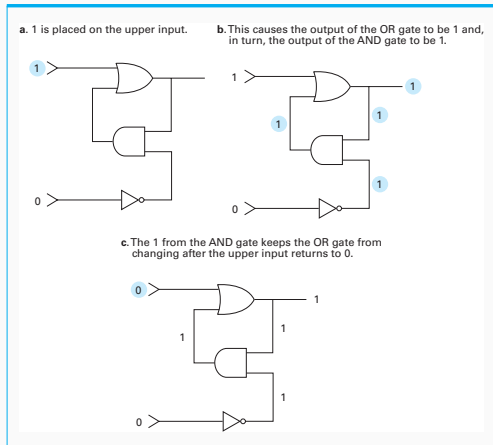 a. 1 is placed on the upper input.
b. This causes the output of the OR gate to be 1 and,
in turn, the output of the AND gate to be 1.
1
0
1
1
1
1
1
0
c. The 1 from the AND gate keeps the OR gate from
changing after the upper input returns to 0.
0
1
1
1
1
0